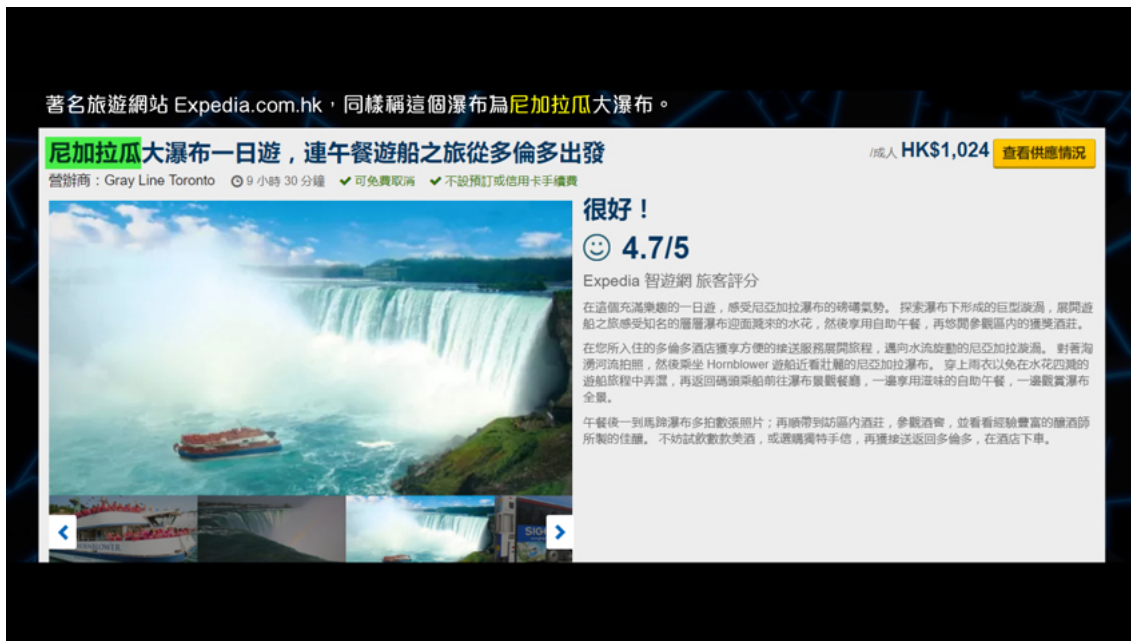 著名旅遊網站 Expedia.com.hk，同樣稱這個瀑布為尼加拉瓜大瀑布。
尼加拉瓜大瀑布一日遊，連午餐遊船之旅從多倫多出發
/成人 HK$1,024 查看供應情況
營辦商：Gray Line Toronto 9 小時 30 分鐘 ✔可免費取消 ✔不設預訂或信用卡手續費
很好！
4.7/5
Expedia 智遊網 旅客評分
在這個充滿樂趣的一日遊，感受尼亞加拉瀑布的磅礡氣勢。 探索瀑布下形成的巨型漩渦，展開遊
船之旅感受知名的層層瀑布迎面濺來的水花，然後享用自助午餐，再悠閒參觀區內的獲獎酒莊。
在您所入住的多倫多酒店獲享方便的接送服務展開旅程，邁向水流旋動的尼亞加拉漩渦。 對著洶
湧河流拍照，然後乘坐 Hornblower 遊船近看壯麗的尼亞加拉瀑布。 穿上雨衣以免在水花四濺的
遊船旅程中弄濕，再返回碼頭乘船前往瀑布景觀餐廳，一邊享用滋味的自助午餐，一邊觀賞瀑布
全景。
午餐後一到馬蹄瀑布多拍數張照片；再順帶到訪區內酒莊，參觀酒窖，並看看經驗豐富的釀酒師
所製的佳釀。 不妨試飲數款美酒，或選購獨特手信，再獲接送返回多倫多，在酒店下車。
HORNBLOWER